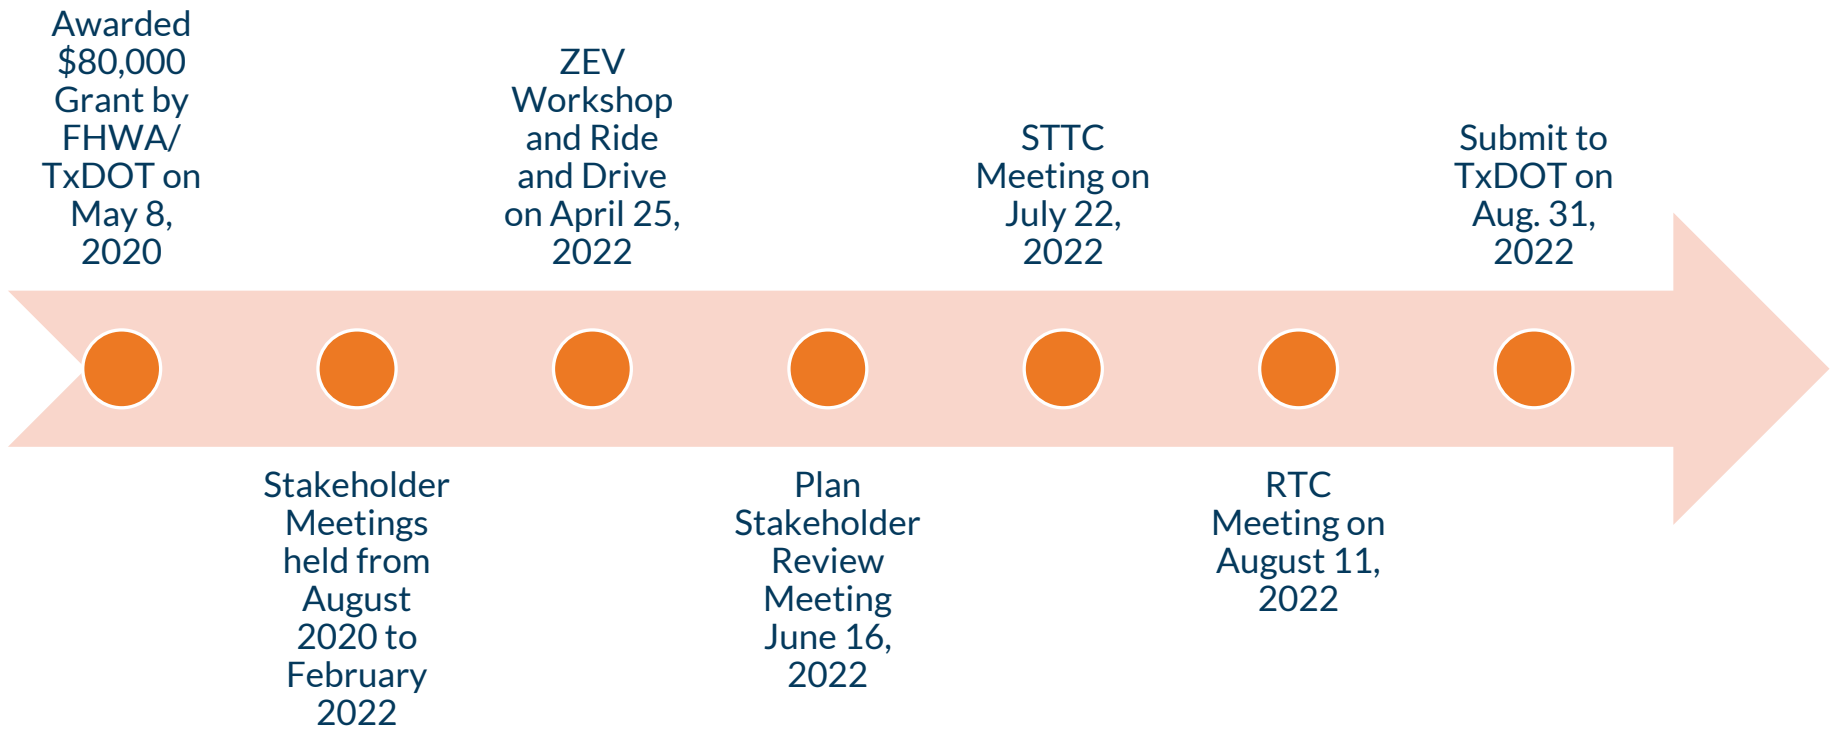 Awarded
$80,000
Grant by
FHWA/
TxDOT on
May 8,
2020
Stakeholder
Meetings
held from
August
2020 to
February
2022
ZEV
Workshop
and Ride
and Drive
on April 25,
2022
Plan
Stakeholder
Review
Meeting
June 16,
2022
STTC
Meeting on
July 22,
2022
RTC
Meeting on
August 11,
2022
Submit to
TxDOT on
Aug. 31,
2022